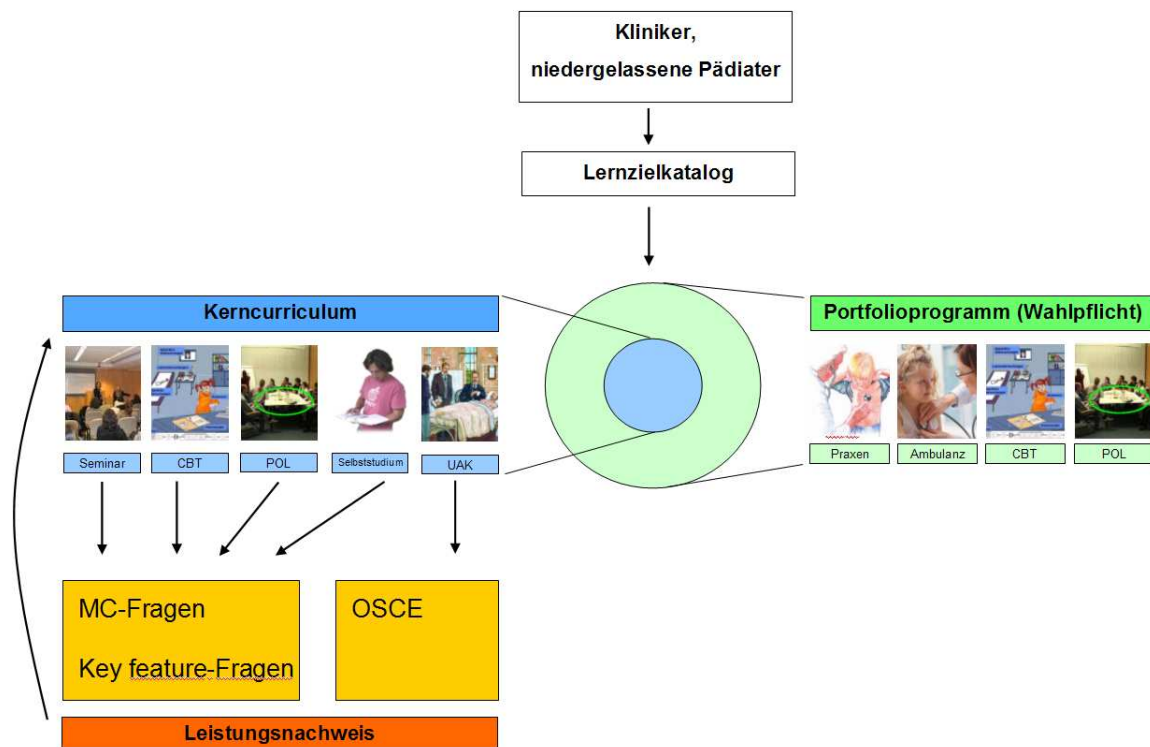 Kliniker,
niedergelassene Pädiater
Lernzielkatalog
Kerncurriculum
Seminar
CBT
POL
Selbststudium
UAK
Portfolioprogramm (Wahlpflicht)
Praxen
Ambulanz
CBT
POL
MC-Fragen
Key feature-Fragen
OSCE
Leistungsnachweis